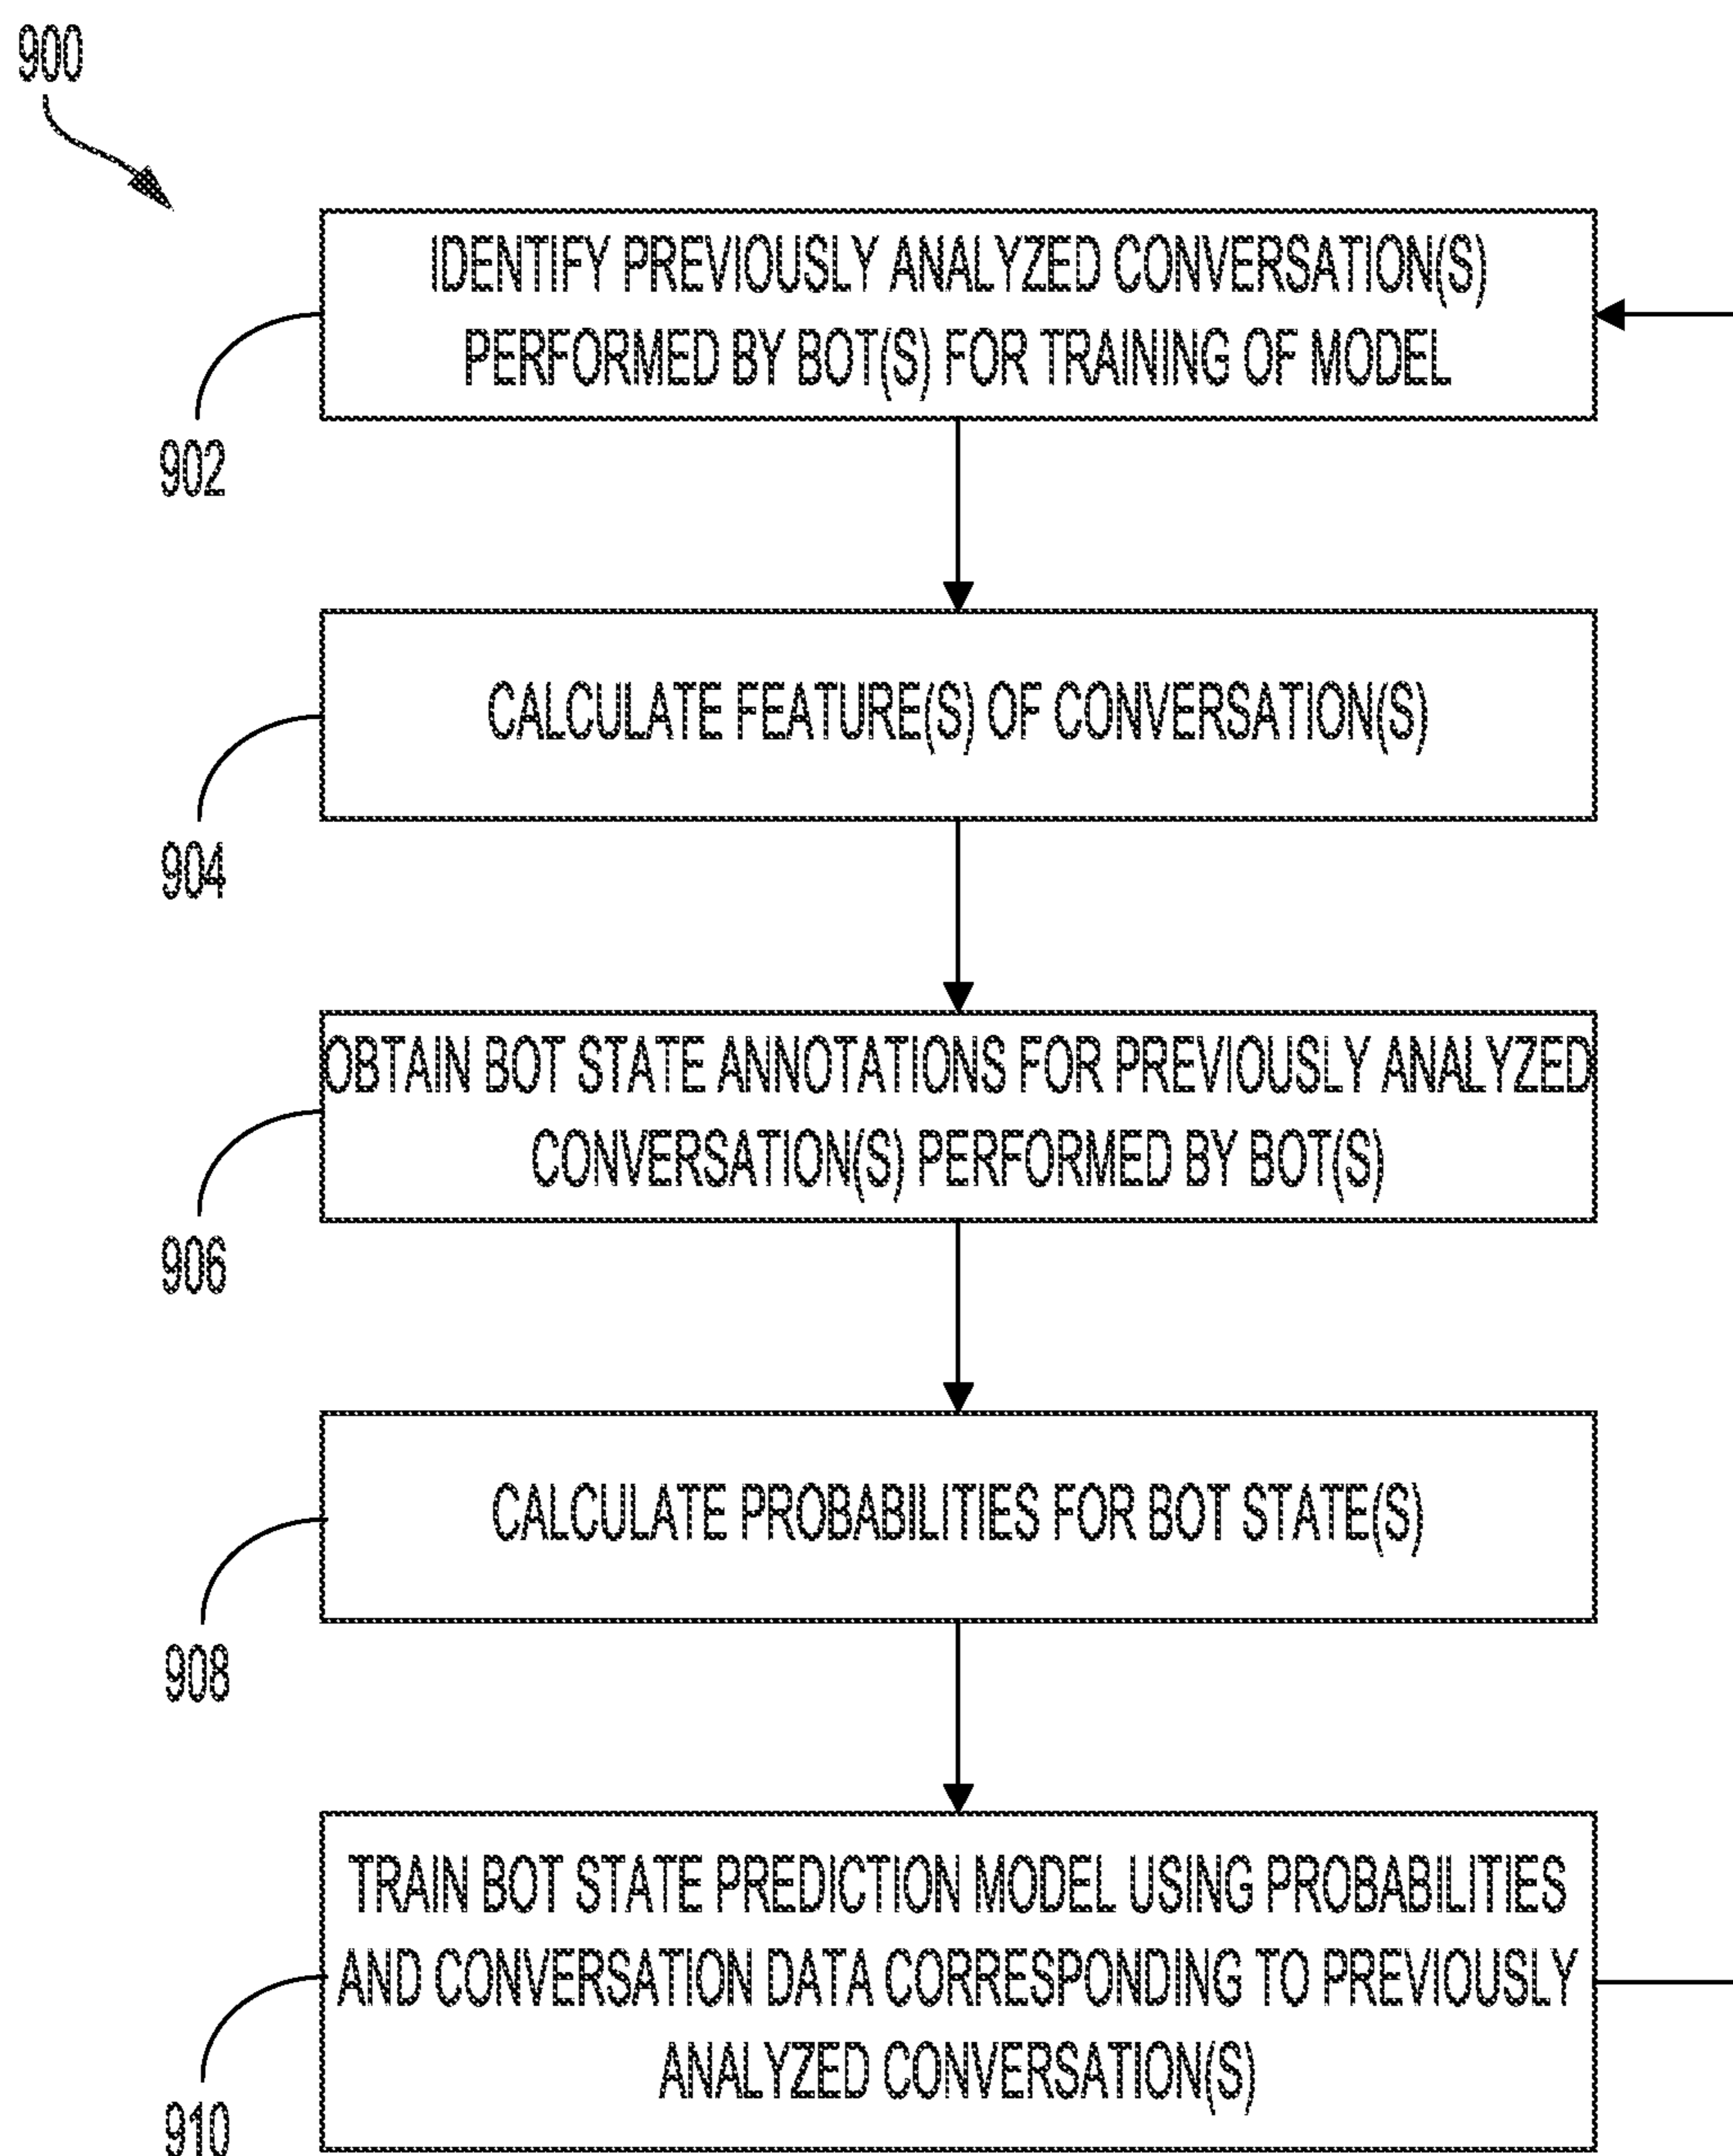 900
IDENTIFY PREVIOUSLY ANALYZED CONVERSATION(S)
PERFORMED BY BOT(S) FOR TRAINING OF MODEL
902
CALCULATE FEATURE(S) OF CONVERSATION(S)
904
OBTAIN BOT STATE ANNOTATIONS FOR PREVIOUSLY ANALYZED
CONVERSATION(S) PERFORMED BY BOT(S)
906
CALCULATE PROBABILITIES FOR BOT STATE(S)
908
TRAIN BOT STATE PREDICTION MODEL USING PROBABILITIES
AND CONVERSATION DATA CORRESPONDING TO PREVIOUSLY
ANALYZED CONVERSATION(S)
910